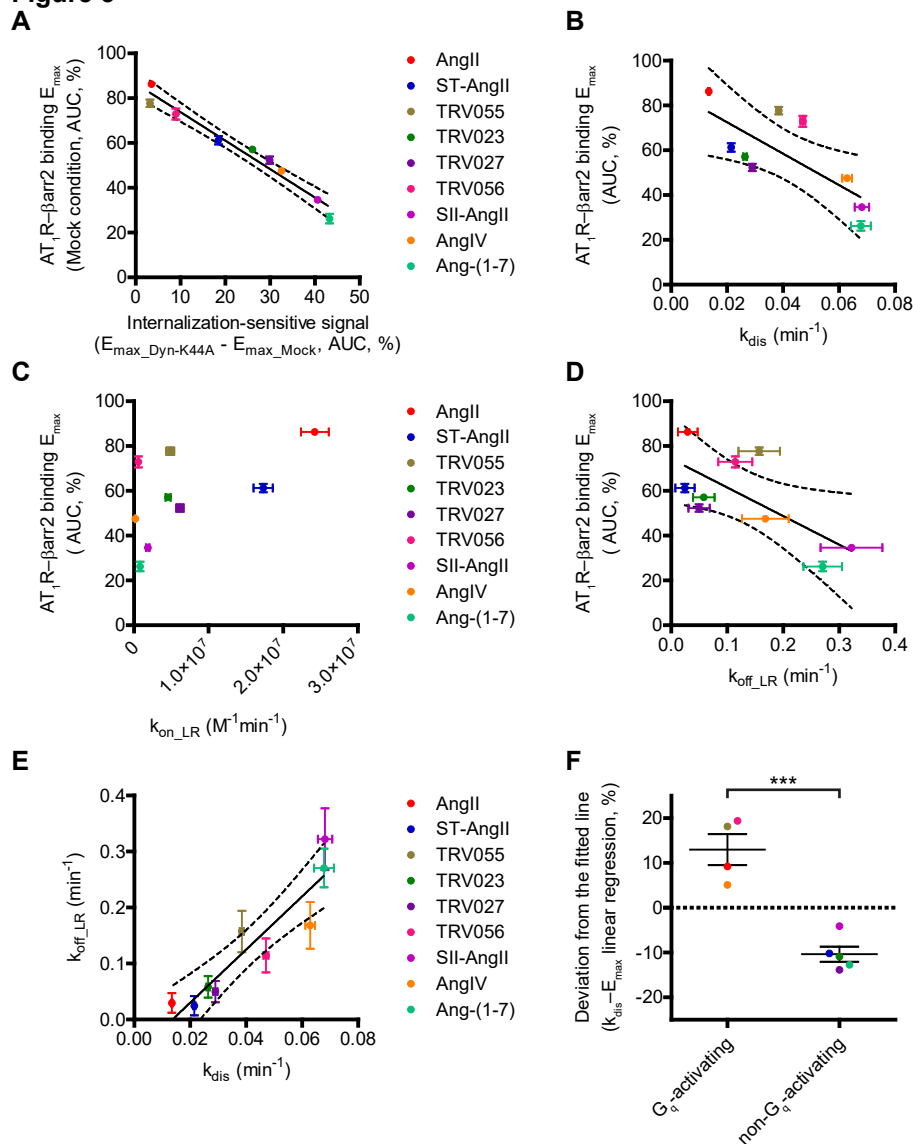 A
AT1R–βarr2 binding Emax
(Mock condition, AUC, %)
100
80
60
40
20
0
0 10 20 30 40 50
Internalization-sensitive signal
(Emax_Dyn-K44A - Emax_Mock, AUC, %)
AngII
ST-AngII
TRV055
TRV023
TRV027
TRV056
SII-AngII
AngIV
Ang-(1-7)
B
AT1R–βarr2 binding Emax
(AUC, %)
100
80
60
40
20
0
0.00 0.02 0.04 0.06 0.08
kdis (min-1)
C
AT1R–βarr2 binding Emax
( AUC, %)
100
80
60
40
20
0
0 1.0×10^7 2.0×10^7 3.0×10^7
kon_LR (M-1min-1)
AngII
ST-AngII
TRV055
TRV023
TRV027
TRV056
SII-AngII
AngIV
Ang-(1-7)
D
AT1R–βarr2 binding Emax
( AUC, %)
100
80
60
40
20
0
0.0 0.1 0.2 0.3 0.4
koff_LR (min-1)
E
koff_LR (min-1)
0.4
0.3
0.2
0.1
0.0
0.00 0.02 0.04 0.06 0.08
kdis (min-1)
AngII
ST-AngII
TRV055
TRV023
TRV027
TRV056
SII-AngII
AngIV
Ang-(1-7)
F
Deviation from the fitted line
(kdis–Emax linear regression, %)
20
10
0
-10
-20
***
Gq-activating
non-Gq-activating